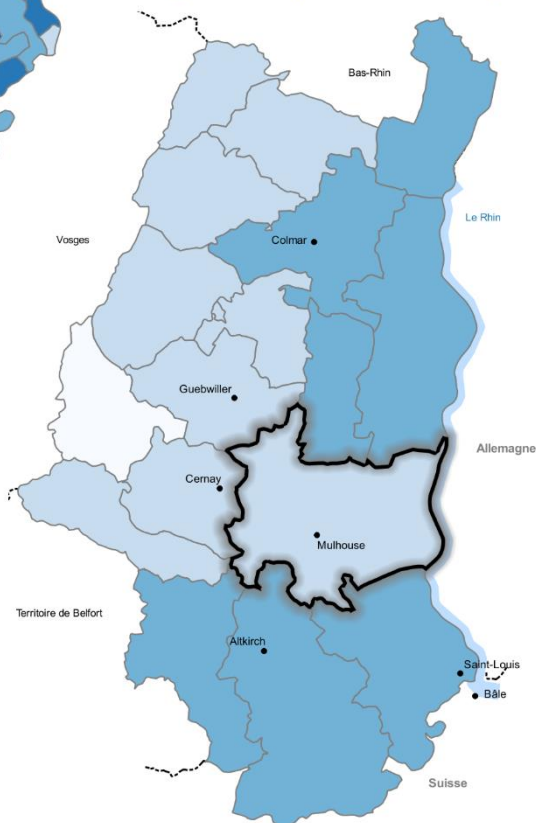 Bas-Rhin
Le Rhin
Vosges
Colmar
Guebwiller
Allemagne
Cernay
Mulhouse
Territoire de Belfort
Altkirch
Saint-Louis
Bâle
Suisse